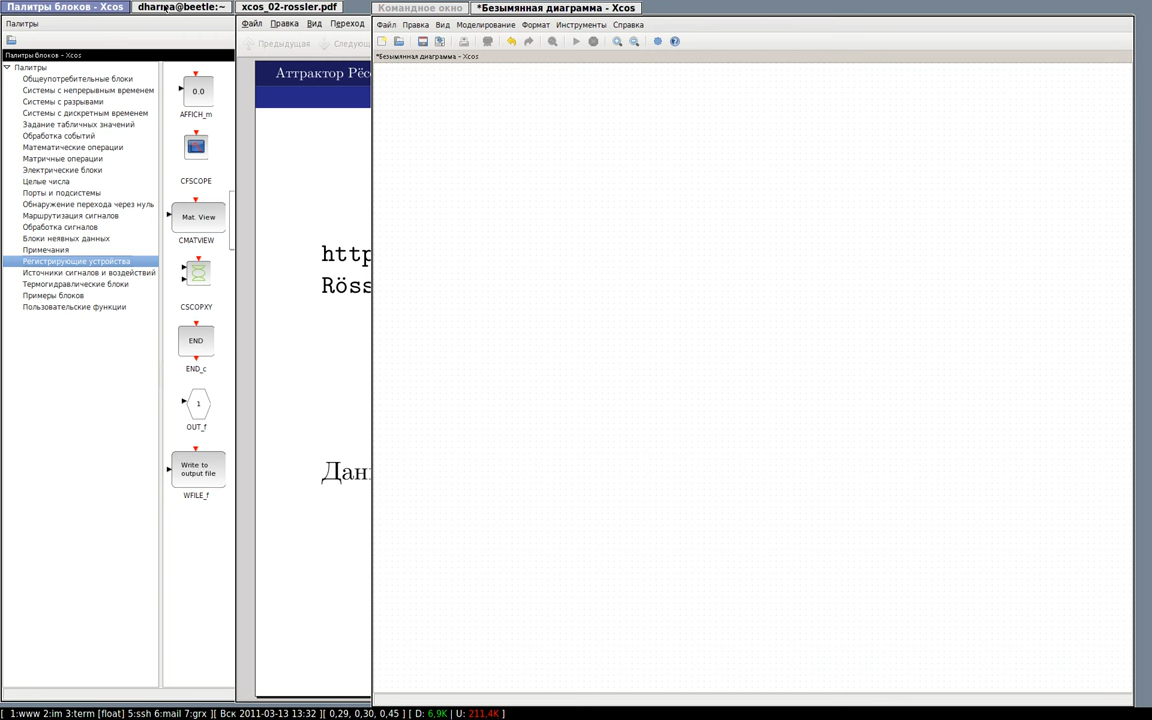 Палитры блоков - Xcos
dharma@beetle:~
xcos_02-rossler.pdf
Командное окно
*Безымянная диаграмма - Xcos
Палитры
Файл Правка Вид Переход
Файл Правка Вид Моделирование Формат Инструменты Справка
Предыдущая Следующ
Палитры блоков - Xcos
*Безымянная диаграмма - Xcos
Палитры
Общеупотребительные блоки
Системы с непрерывным временем
Системы с разрывами
Системы с дискретным временем
Задание табличных значений
Обработка событий
Математические операции
Матричные операции
Электрические блоки
Целые числа
Порты и подсистемы
Обнаружение перехода через нуль
Маршрутизация сигналов
Обработка сигналов
Блоки неявных данных
Примечания
Регистрирующие устройства
Источники сигналов и воздействий
Термогидравлические блоки
Примеры блоков
Пользовательские функции
0.0
AFFICH_m
CFSCOPE
Mat. View
CMATVIEW
CSCOPXY
END
END_c
1
OUT_f
Write to
output file
WFILE_f
Аттрактор Рёсс
http
Röss
Дан
[ 1:www 2:im 3:term [float] 5:ssh 6:mail 7:grx ][ Вск 2011-03-13 13:32 ][ 0,29, 0,30, 0,45 ][ D: 6,9K | U: 211,4K ]